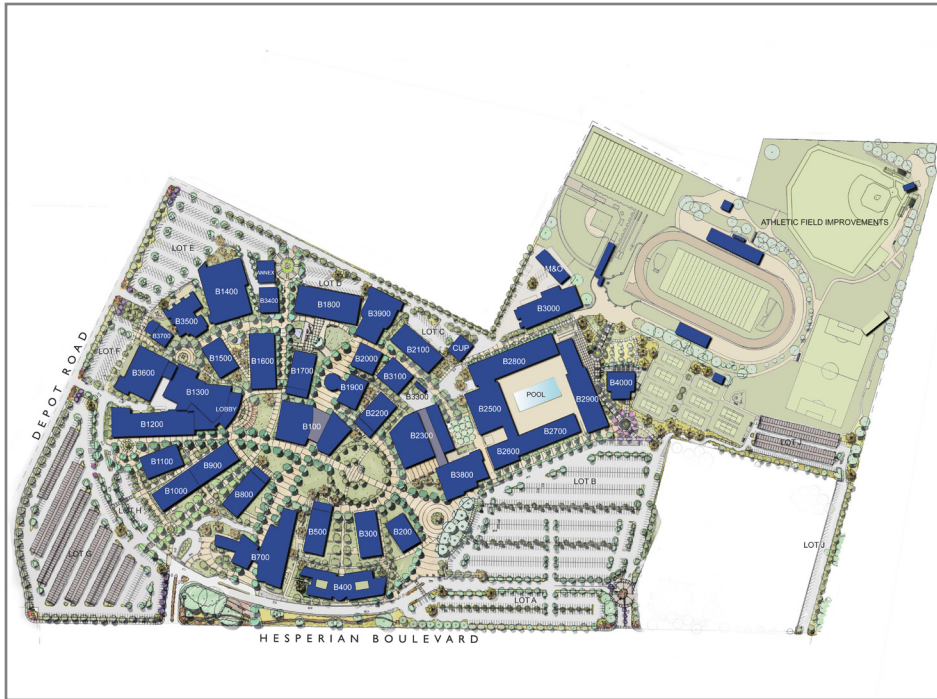 ATHLETIC FIELD IMPROVEMENTS
LOT E
ANNEX
M&O
LOT D
B1400
B3400
B1800
B3000
B3500
B3900
B3700
LOT C
LOT F
B1500
B1600
B2100
CUP
B1700
B2000
B2800
B3600
B3100
B4000
B1300
B1900
B3300
POOL
B2900
LOBBY
B2200
B2500
B1200
B100
B2300
B2700
DEPOT ROAD
B2600
LOT I
B1100
B900
B3800
B1000
B800
LOT B
LOT H
B500
B300
B200
LOT J
LOT G
B700
B400
LOT A
HESPERIAN BOULEVARD